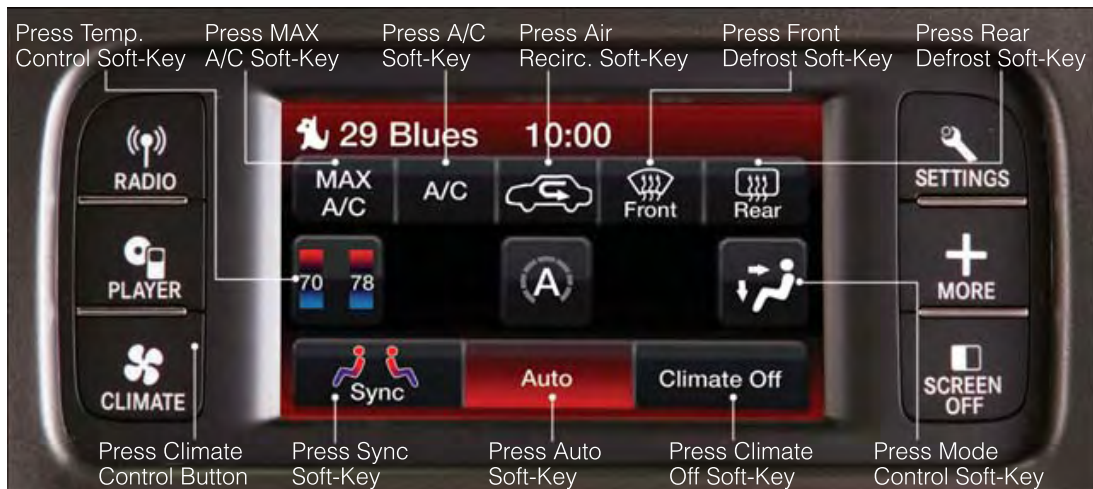 Press Temp.
Control Soft-Key
Press MAX
A/C Soft-Key
Press A/C
Soft-Key
Press Air
Recirc. Soft-Key
Press Front
Defrost Soft-Key
Press Rear
Defrost Soft-Key
RADIO
PLAYER
CLIMATE
29 Blues 10:00
MAX
A/C
A/C
Front
Rear
70 78
A
Sync
Auto
Climate Off
SETTINGS
MORE
SCREEN
OFF
Press Climate
Control Button
Press Sync
Soft-Key
Press Auto
Soft-Key
Press Climate
Off Soft-Key
Press Mode
Control Soft-Key